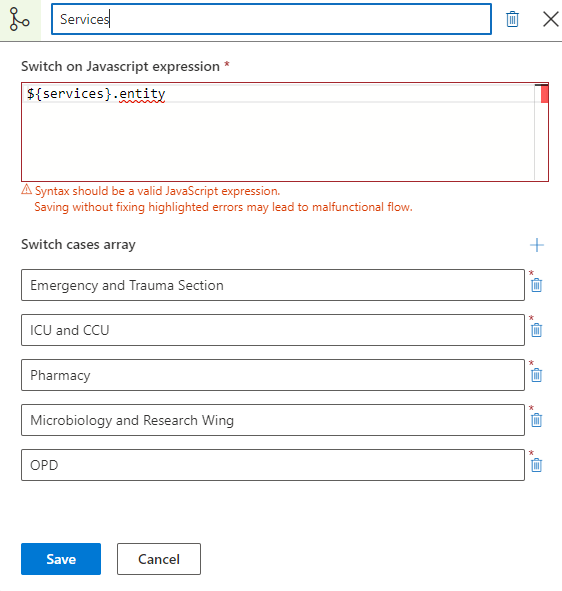 Services
Switch on Javascript expression *
${services}.entity
Syntax should be a valid JavaScript expression.
Saving without fixing highlighted errors may lead to malfunctional flow.
Switch cases array
Emergency and Trauma Section
*
ICU and CCU
*
Pharmacy
*
Microbiology and Research Wing
*
OPD
*
Save
Cancel